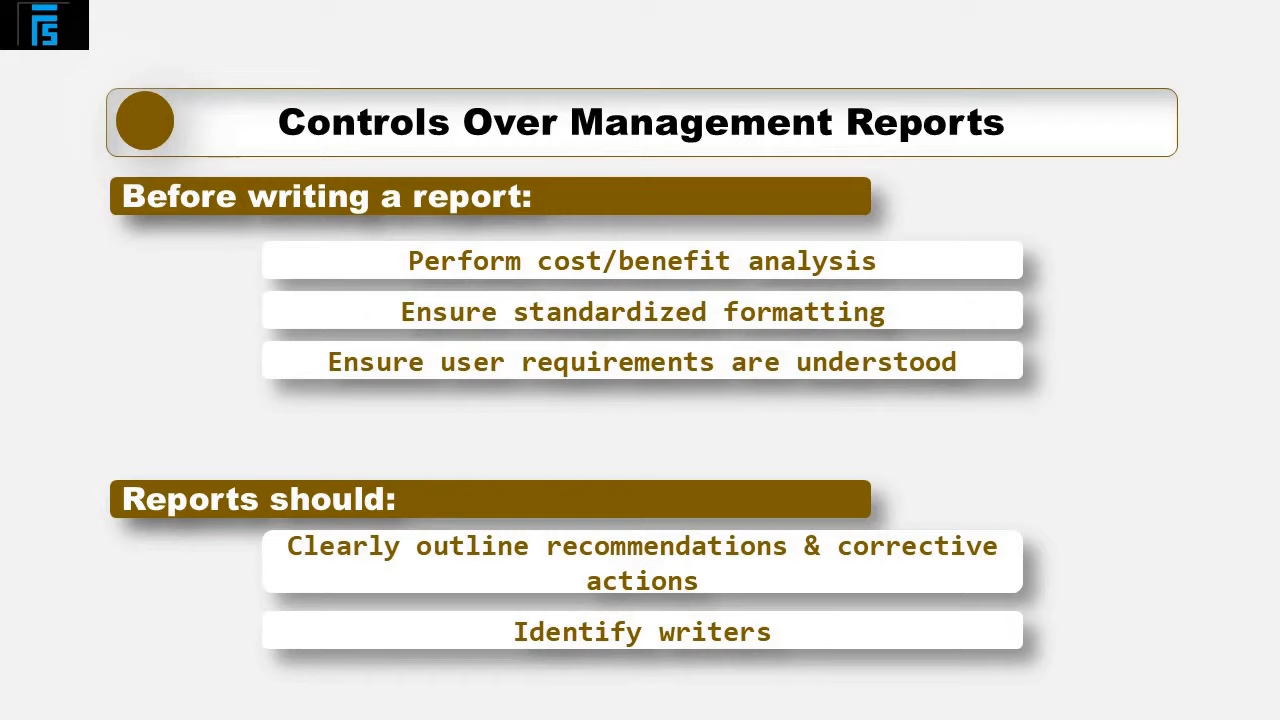 Controls Over Management Reports
Before writing a report:
Perform cost/benefit analysis
Ensure standardized formatting
Ensure user requirements are understood
Reports should:
Clearly outline recommendations & corrective
actions
Identify writers